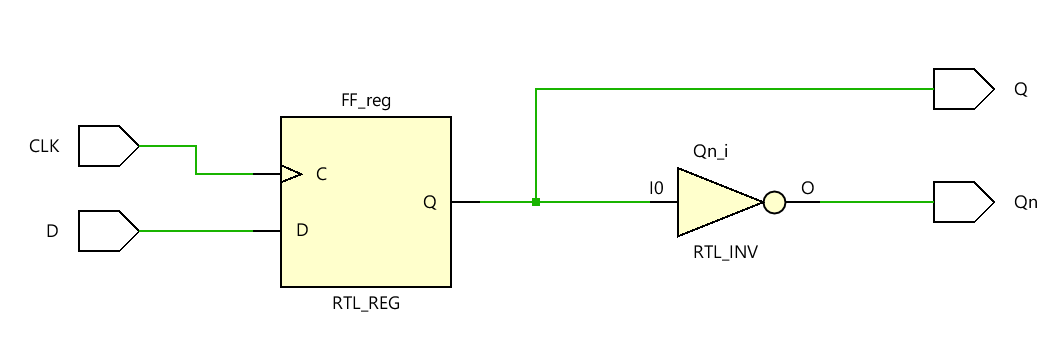 CLK
D
FF_reg
C
D
Q
RTL_REG
Qn_i
I0
O
RTL_INV
Q
Qn